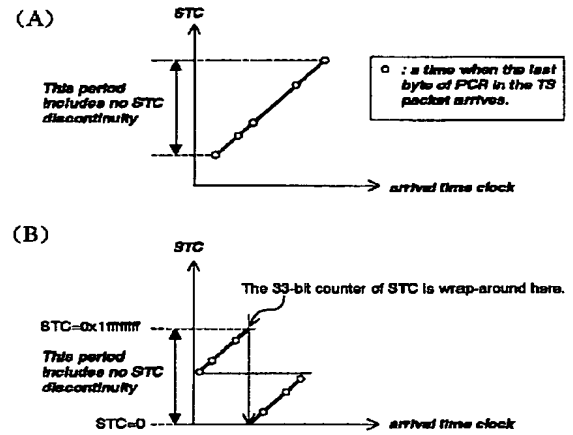 (A)
STC
This period
includes no STC
discontinuity
o : a time when the last
byte of PCR in the TS
packet arrives.
arrival time clock
(B)
STC
The 33-bit counter of STC is wrap-around here.
STC=0x1ffffffff
This period
includes no STC
discontinuity
STC=0
arrival time clock